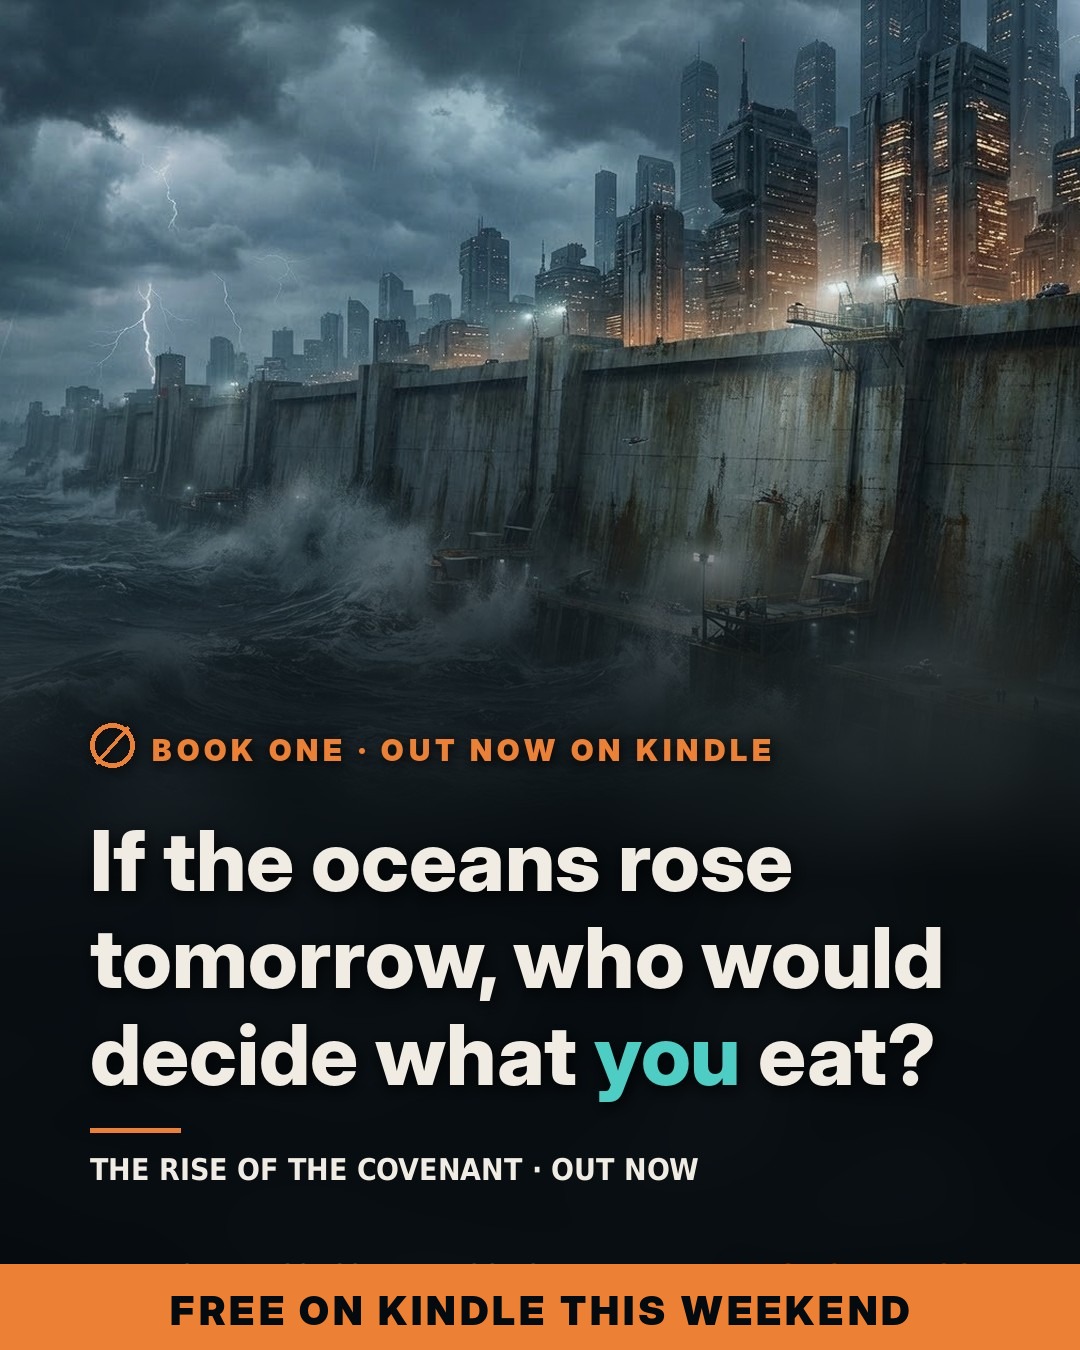 BOOK ONE · OUT NOW ON KINDLE
If the oceans rose
tomorrow, who would
decide what you eat?
THE RISE OF THE COVENANT · OUT NOW
FREE ON KINDLE THIS WEEKEND